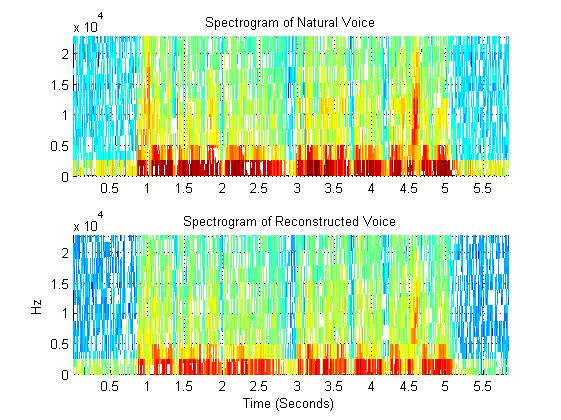 Spectrogram of Natural Voice
x 10^4
2
1.5
1
0.5
0
0.5 1 1.5 2 2.5 3 3.5 4 4.5 5 5.5
Spectrogram of Reconstructed Voice
x 10^4
2
1.5
1
0.5
0
Hz
0.5 1 1.5 2 2.5 3 3.5 4 4.5 5 5.5
Time (Seconds)